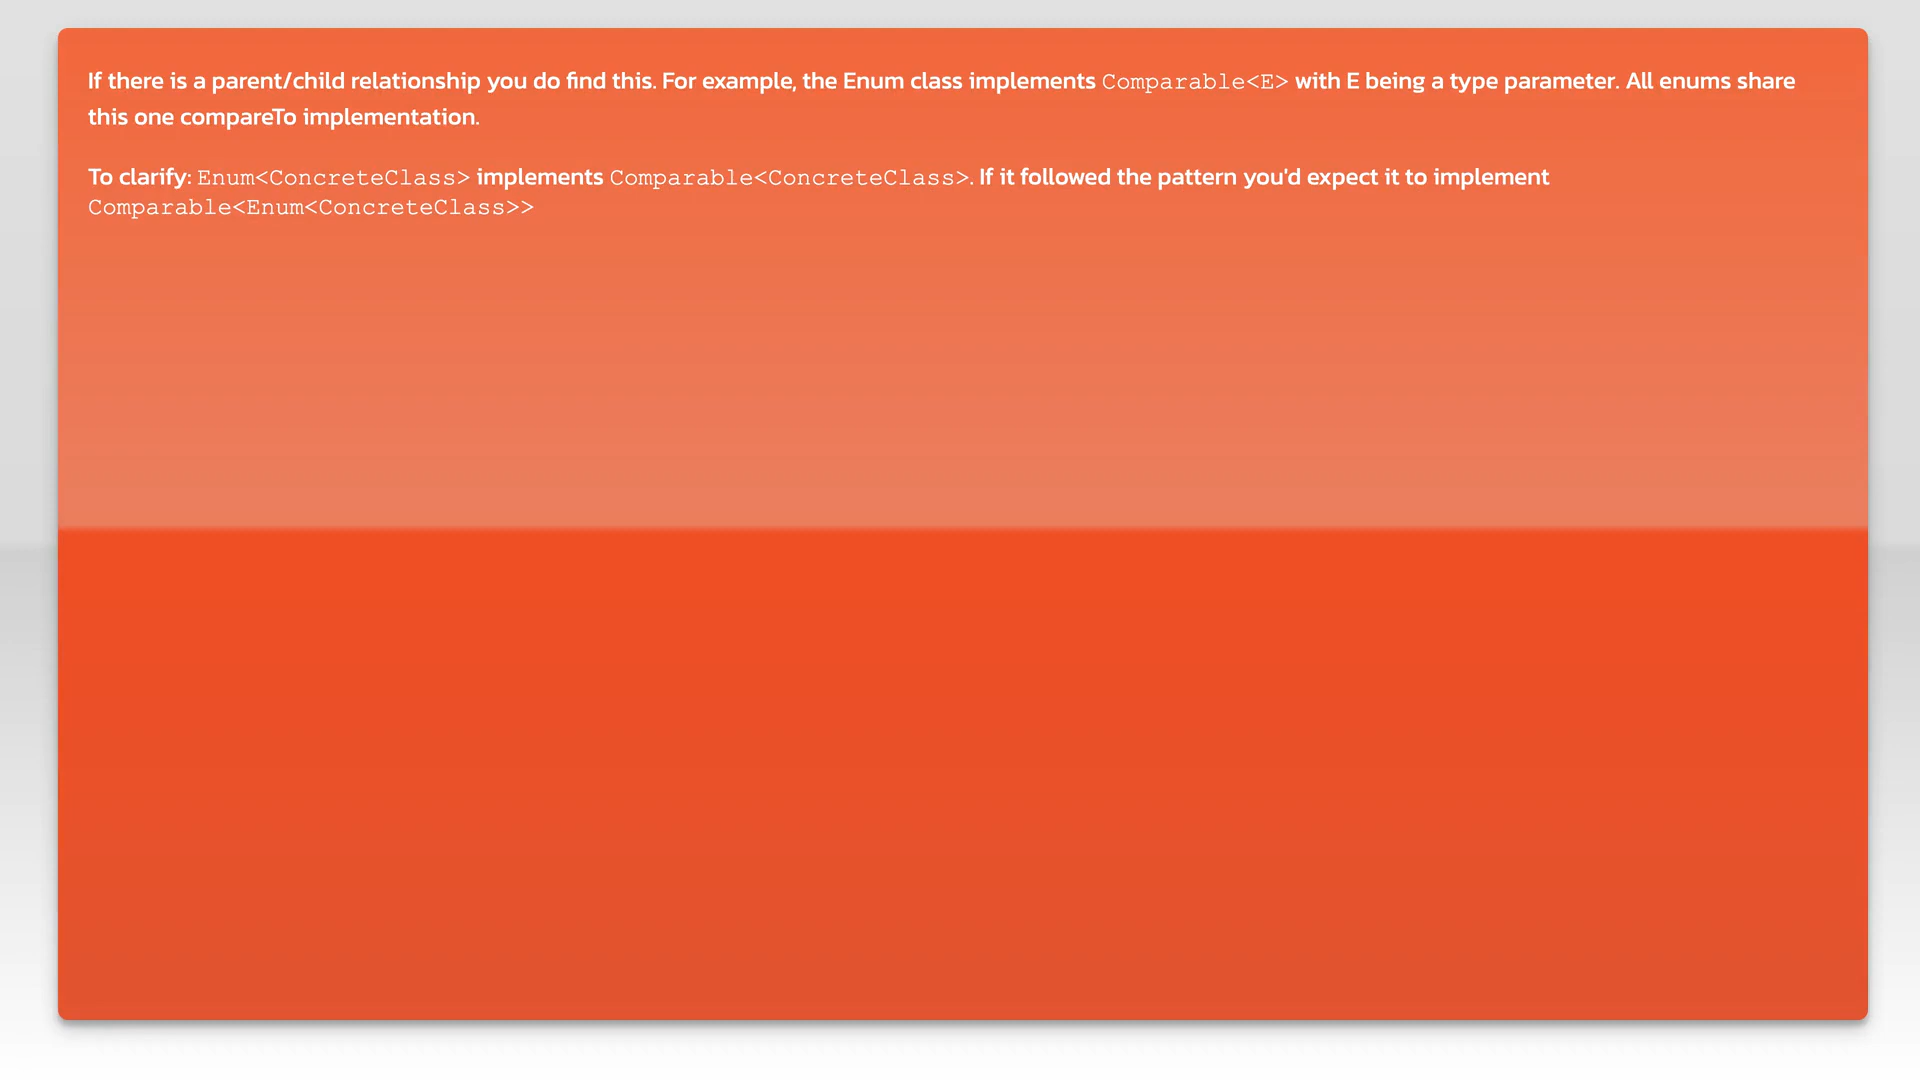 If there is a parent/child relationship you do find this. For example, the Enum class implements Comparable<E> with E being a type parameter. All enums share
this one compareTo implementation.
To clarify: Enum<ConcreteClass> implements Comparable<ConcreteClass>. If it followed the pattern you'd expect it to implement
Comparable<Enum<ConcreteClass>>